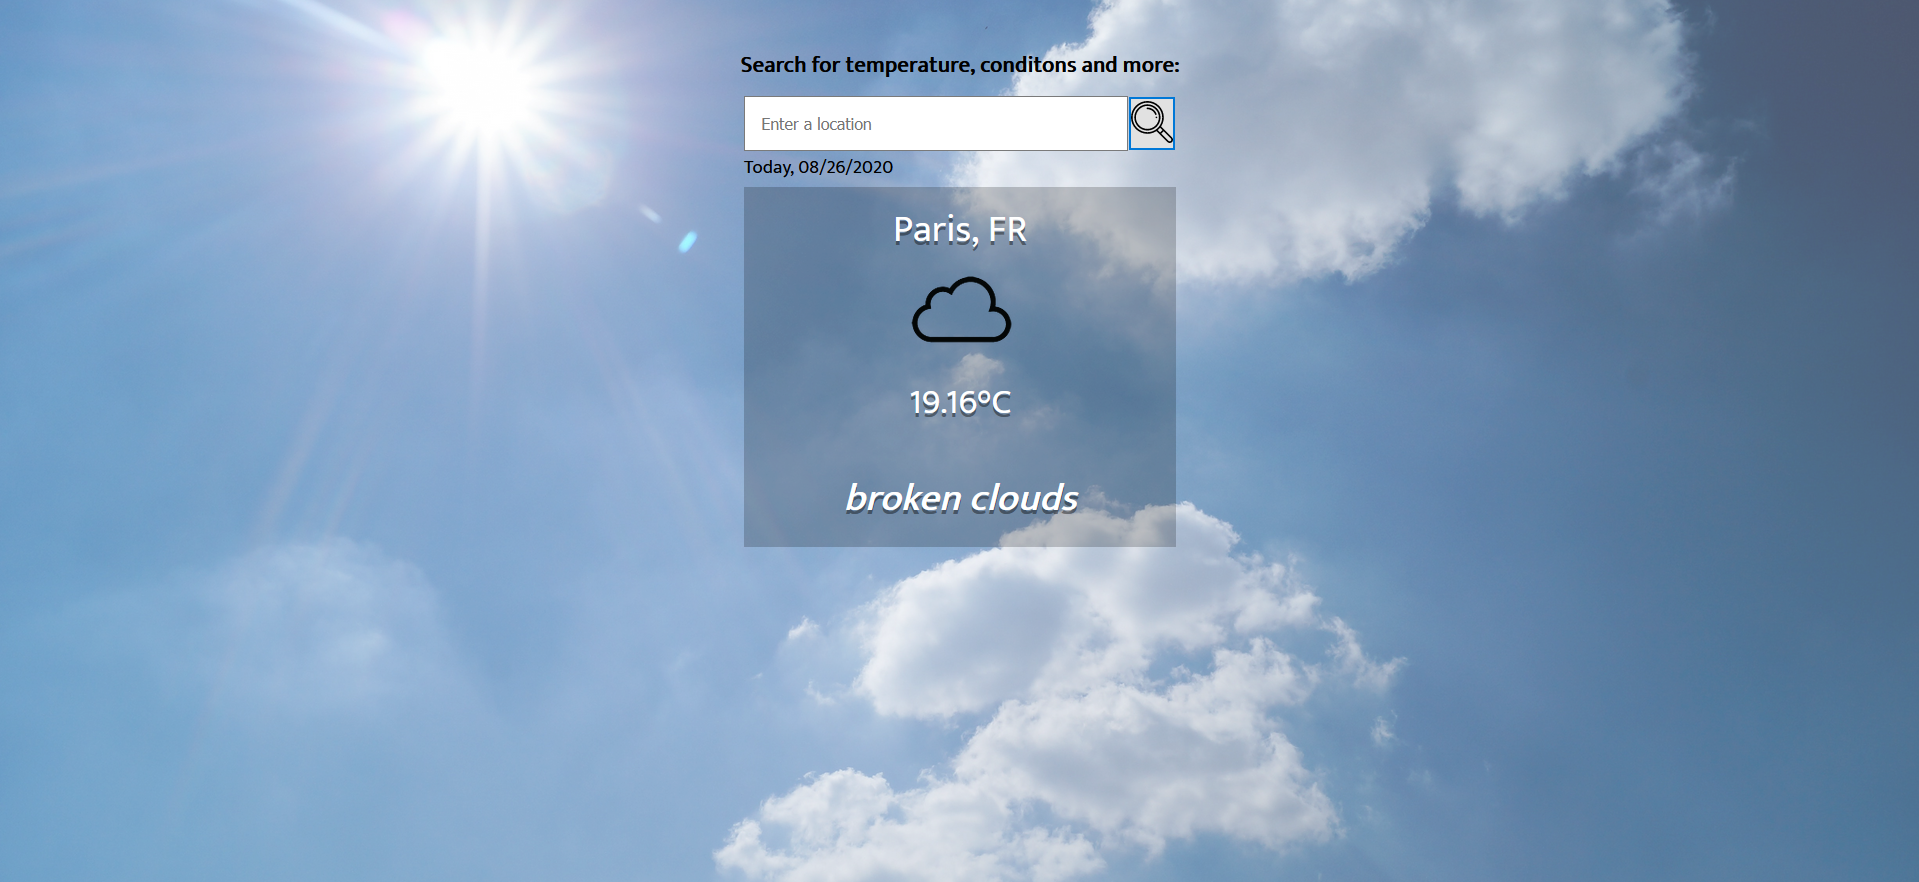 Search for temperature, conditons and more:
Enter a location
Today, 08/26/2020
Paris, FR
19.16°C
broken clouds